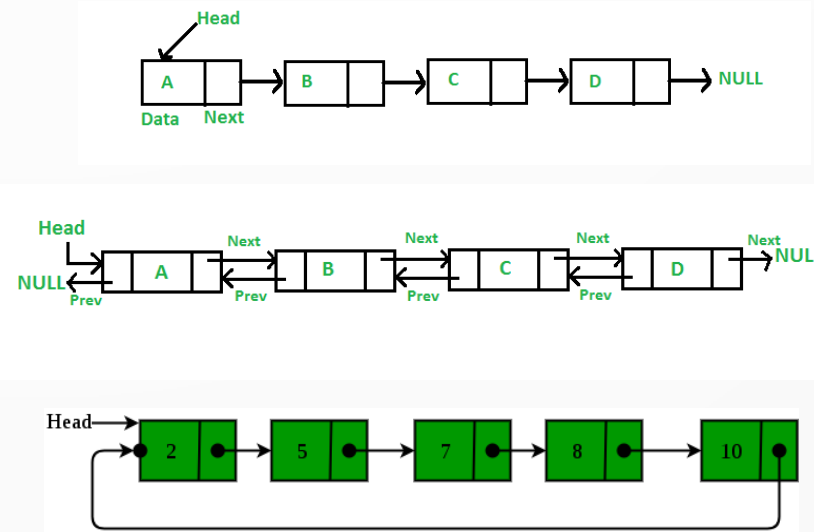 Head
A B C D NULL
Data Next
Head
Next Next Next Next
NULL A B C D NUL
Prev Prev Prev Prev
Head
2 5 7 8 10